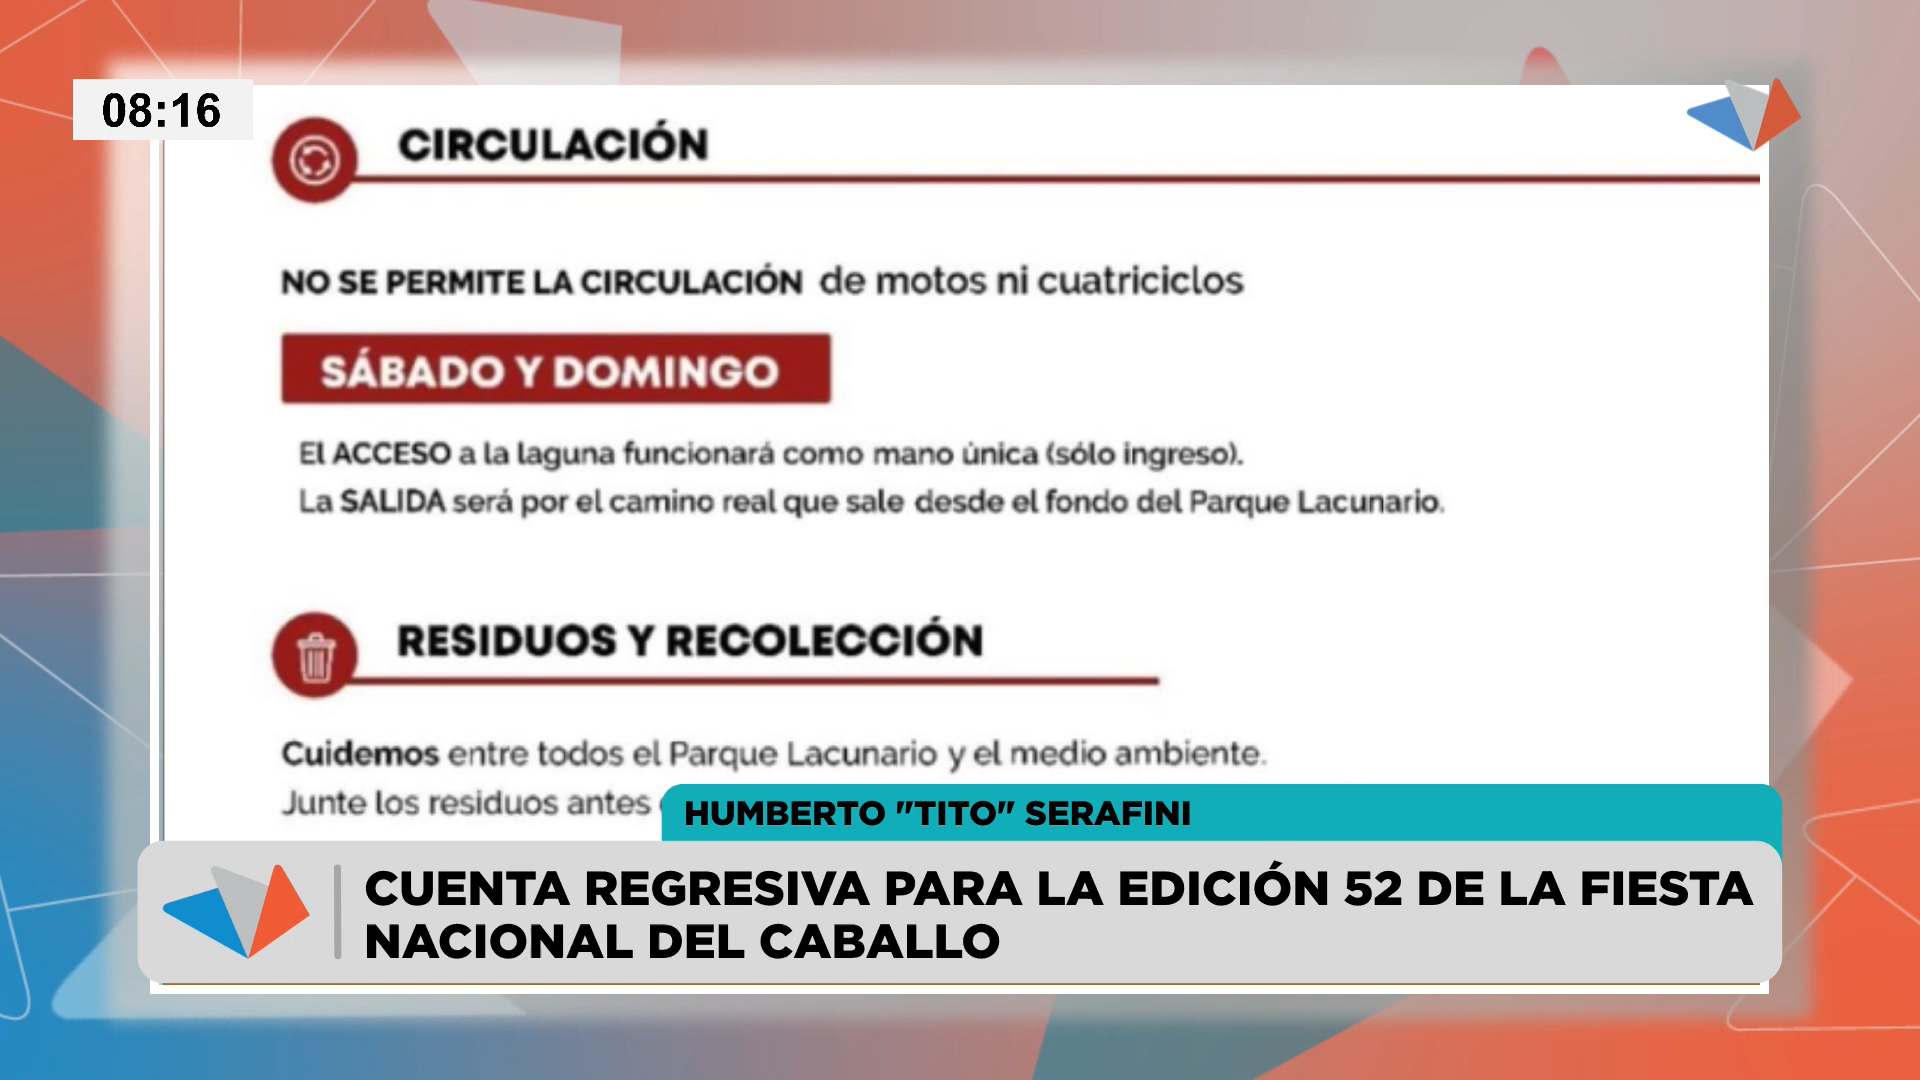 08:16
CIRCULACIÓN
NO SE PERMITE LA CIRCULACIÓN de motos ni cuatriciclos
SÁBADO Y DOMINGO
El ACCESO a la laguna funcionará como mano única (sólo ingreso).
La SALIDA será por el camino real que sale desde el fondo del Parque Lacunario.
RESIDUOS Y RECOLECCIÓN
Cuidemos entre todos el Parque Lacunario y el medio ambiente.
Junte los residuos antes
HUMBERTO "TITO" SERAFINI
CUENTA REGRESIVA PARA LA EDICIÓN 52 DE LA FIESTA
NACIONAL DEL CABALLO